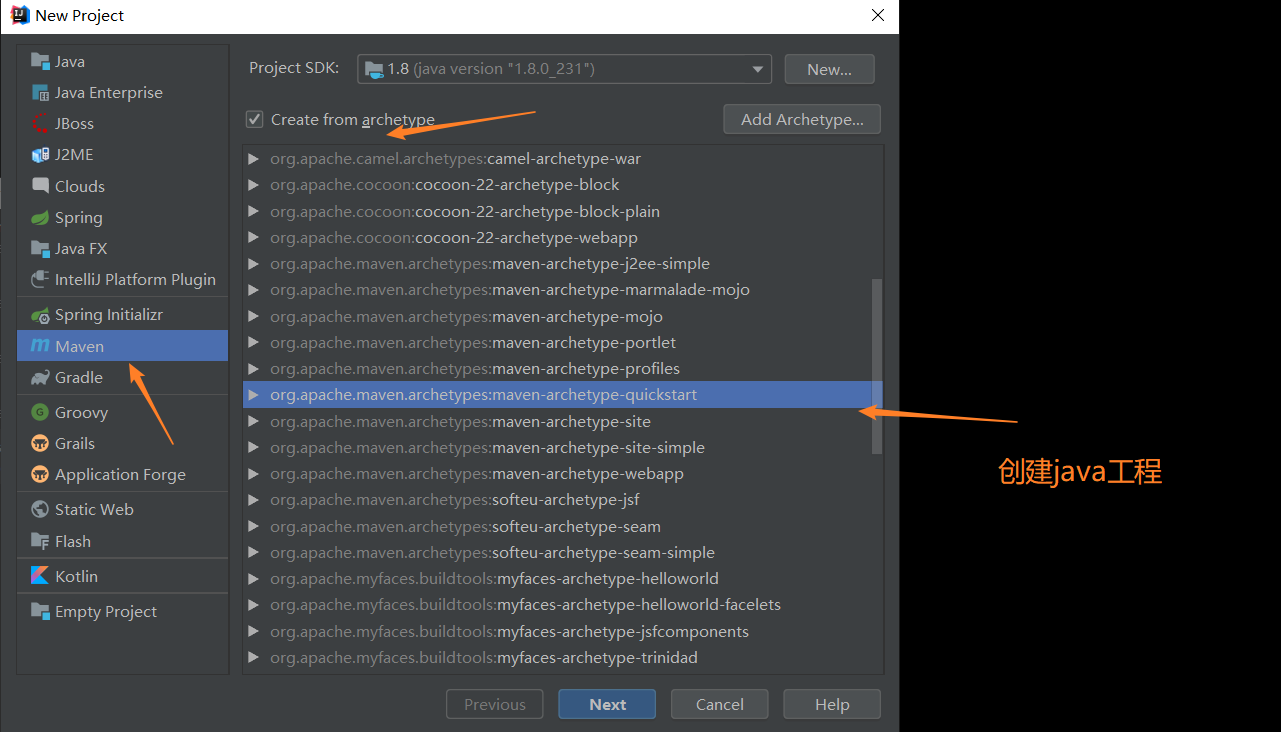 New Project
Java
Java Enterprise
JBoss
J2ME
Clouds
Spring
Java FX
IntelliJ Platform Plugin
Spring Initializr
Maven
Gradle
Groovy
Grails
Application Forge
Static Web
Flash
Kotlin
Empty Project
Project SDK: 1.8 (java version "1.8.0_231") New...
Create from archetype Add Archetype...
org.apache.camel.archetypes:camel-archetype-war
org.apache.cocoon:cocoon-22-archetype-block
org.apache.cocoon:cocoon-22-archetype-block-plain
org.apache.cocoon:cocoon-22-archetype-webapp
org.apache.maven.archetypes:maven-archetype-j2ee-simple
org.apache.maven.archetypes:maven-archetype-marmalade-mojo
org.apache.maven.archetypes:maven-archetype-mojo
org.apache.maven.archetypes:maven-archetype-portlet
org.apache.maven.archetypes:maven-archetype-profiles
org.apache.maven.archetypes:maven-archetype-quickstart
org.apache.maven.archetypes:maven-archetype-site
org.apache.maven.archetypes:maven-archetype-site-simple
org.apache.maven.archetypes:maven-archetype-webapp
org.apache.maven.archetypes:softeu-archetype-jsf
org.apache.maven.archetypes:softeu-archetype-seam
org.apache.maven.archetypes:softeu-archetype-seam-simple
org.apache.myfaces.buildtools:myfaces-archetype-helloworld
org.apache.myfaces.buildtools:myfaces-archetype-helloworld-facelets
org.apache.myfaces.buildtools:myfaces-archetype-jsfcomponents
org.apache.myfaces.buildtools:myfaces-archetype-trinidad
Previous Next Cancel Help
创建java工程